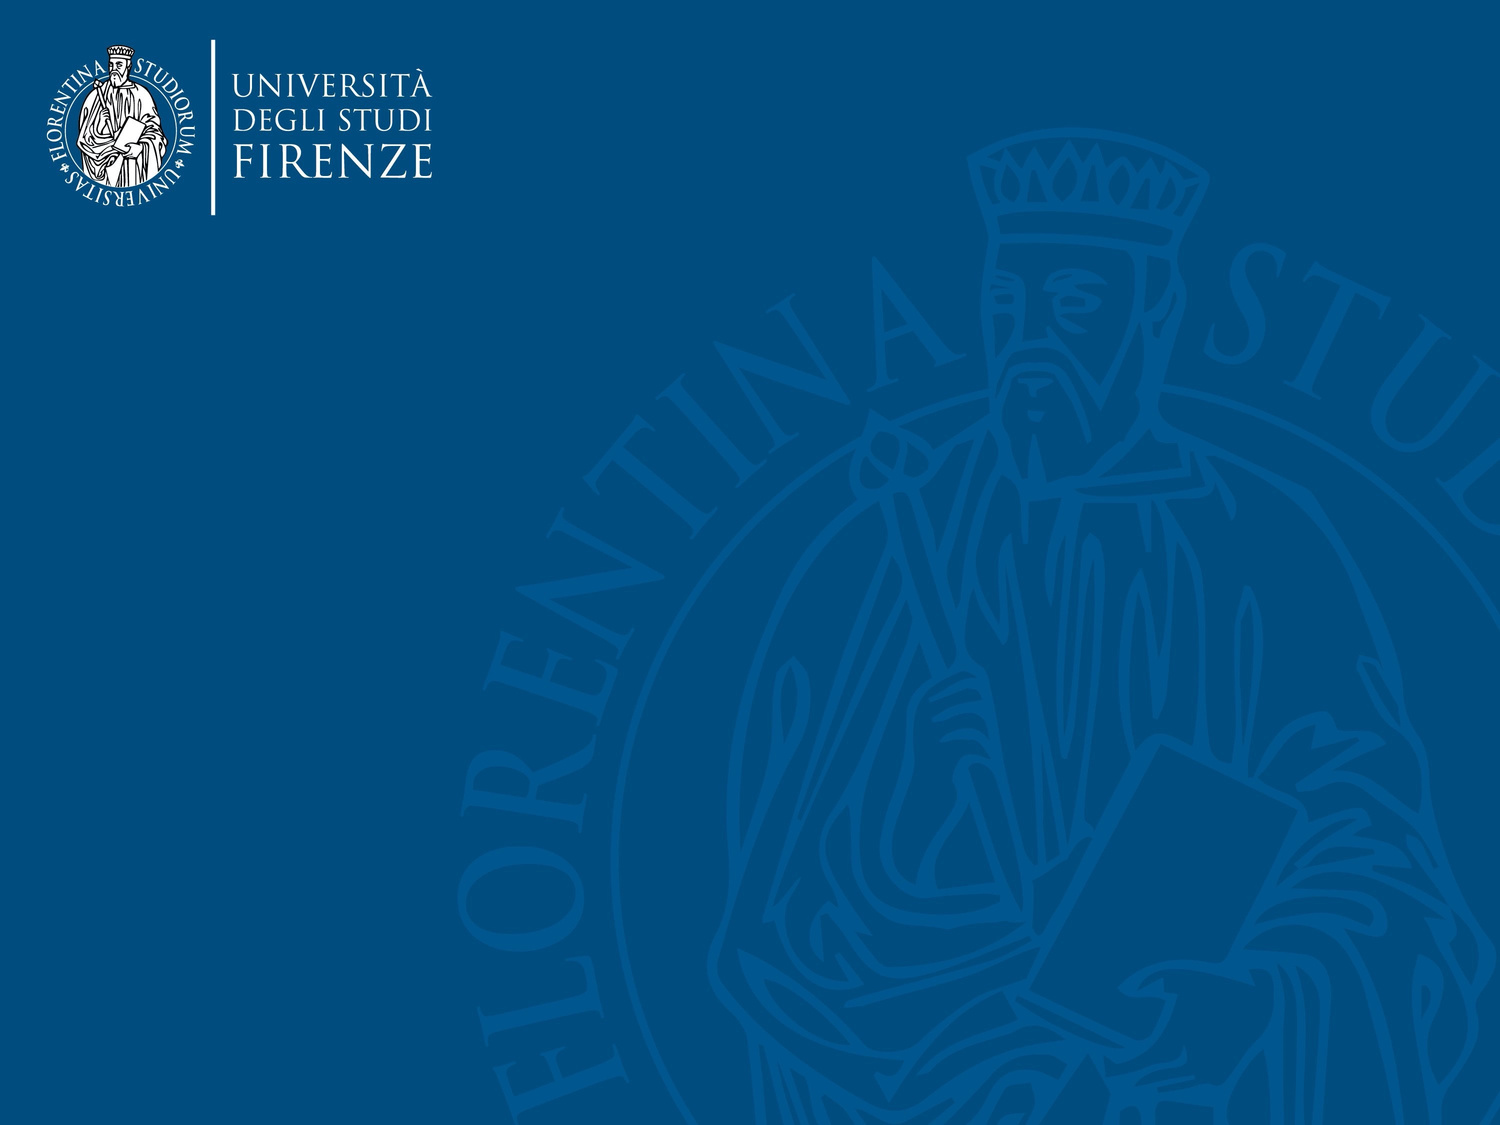 FLORENTINA STUDIORUM UNIVERSITAS
UNIVERSITÀ
DEGLI STUDI
FIRENZE
FLORENTINA STUD